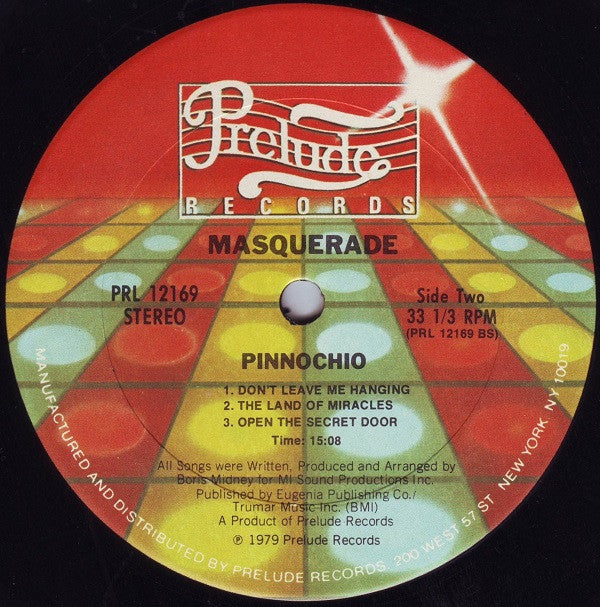 Prelude
RECORDS
MASQUERADE
PRL 12169
STEREO
Side Two
33 1/3 RPM
(PRL 12169 BS)
PINNOCHIO
1. DON'T LEAVE ME HANGING
2. THE LAND OF MIRACLES
3. OPEN THE SECRET DOOR
Time: 15:08
All Songs were Written, Produced and Arranged by
Boris Midney for MI Sound Productions Inc.
Published by Eugenia Publishing Co./
Trumar Music Inc. (BMI)
A Product of Prelude Records
℗ 1979 Prelude Records
MANUFACTURED AND DISTRIBUTED BY PRELUDE RECORDS, 200 WEST 57 ST NEW YORK NY 10019